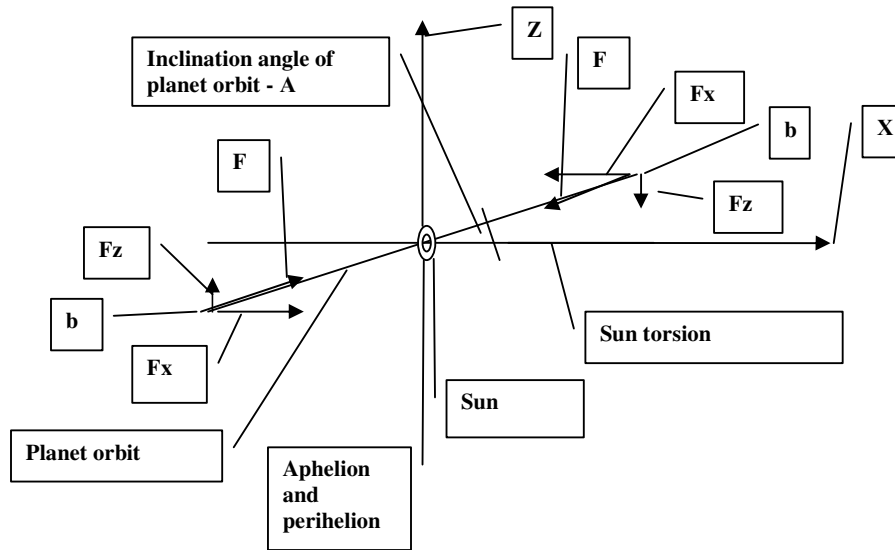 Z
Inclination angle of
planet orbit - A
F
Fx
b
X
F
Fz
Fz
b
Sun torsion
Fx
Sun
Planet orbit
Aphelion
and
perihelion